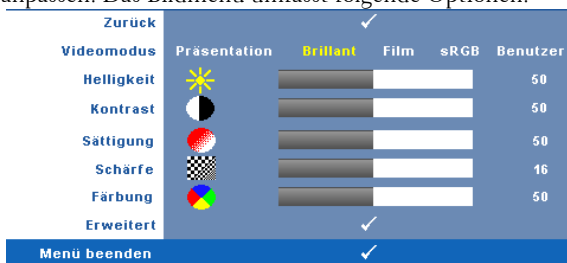 anpassen. Das Bildmenü umfasst folgende Optionen:
Zurück
Videomodus Präsentation Brillant Film sRGB Benutzer
Helligkeit 50
Kontrast 50
Sättigung 50
Schärfe 16
Färbung 50
Erweitert
Menü beenden